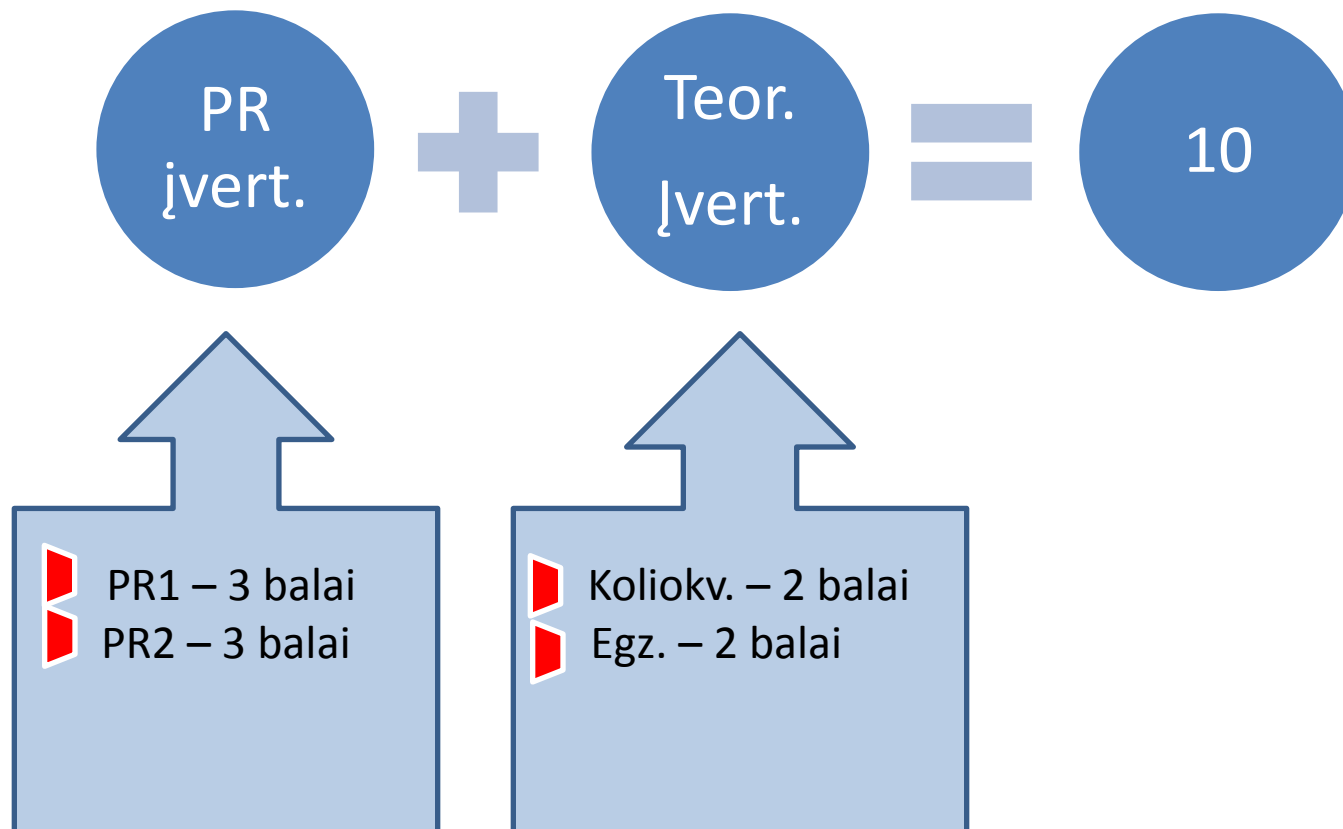 PR
įvert.
Teor.
Įvert.
10
PR1 – 3 balai
PR2 – 3 balai
Koliokv. – 2 balai
Egz. – 2 balai